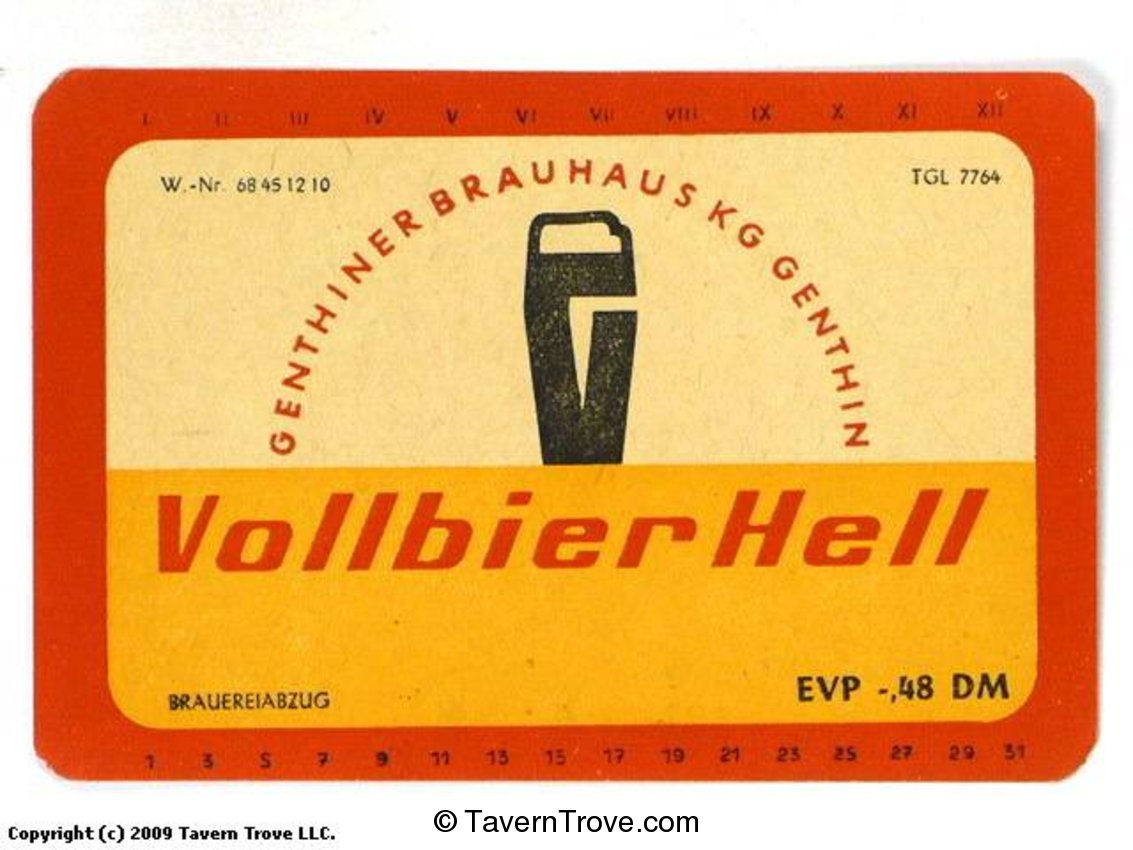 I II III IV V VI VII VIII IX X XI XII
W.-Nr. 68 45 12 10
TGL 7764
GENTHINER BRAUHAUS KG GENTHIN
Vollbier Hell
BRAUEREIABZUG
EVP -,48 DM
1 3 5 7 9 11 13 15 17 19 21 23 25 27 29 31
© TavernTrove.com
Copyright (c) 2009 Tavern Trove LLC.